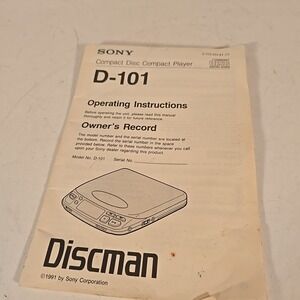 SONY
Compact Disc Compact Player
D-101
Operating Instructions
Before operating the unit, please read this manual
thoroughly and retain it for future reference.
Owner's Record
The model number and the serial number are located at
the bottom. Record the serial number in the space
provided below. Refer to these numbers whenever you call
upon your Sony dealer regarding this product.
Model No. D-101 Serial No.
Discman
©1991 by Sony Corporation